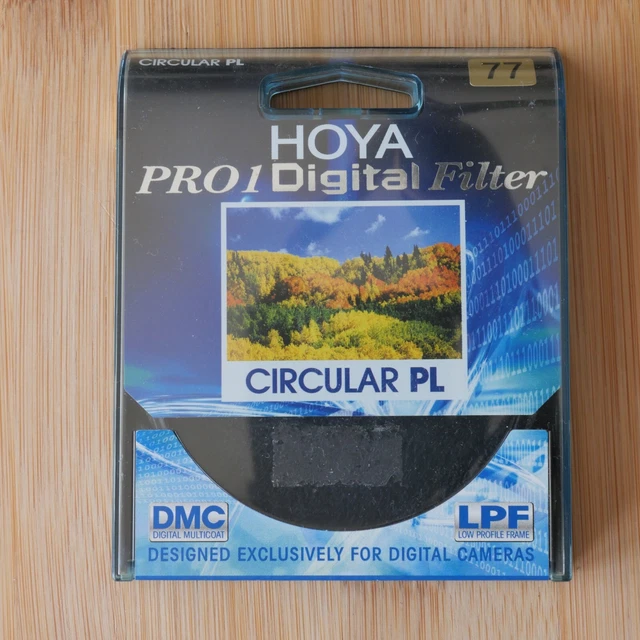 CIRCULAR PL
77
HOYA
PRO1 Digital Filter
CIRCULAR PL
DMC
DIGITAL MULTICOAT
LPF
LOW PROFILE FRAME
DESIGNED EXCLUSIVELY FOR DIGITAL CAMERAS